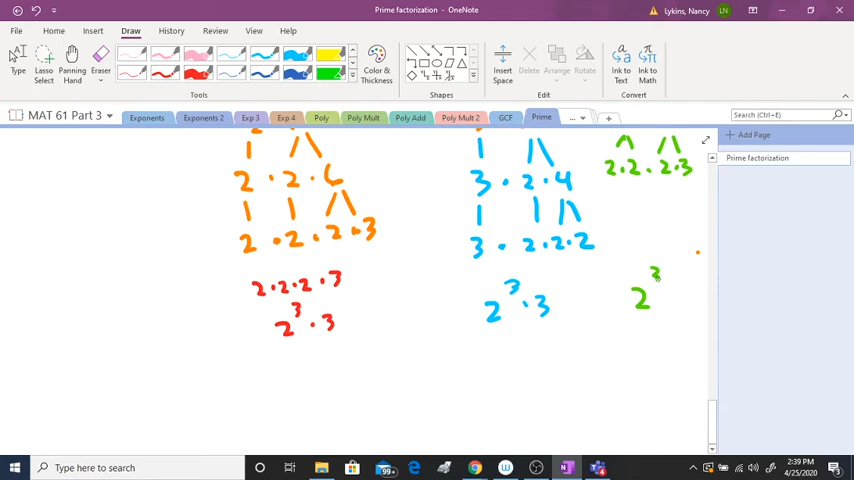 Prime factorization - OneNote
Lykins, Nancy
LN
File Home Insert Draw History Review View
Type
Lasso Select
Panning Hand
Eraser
Color & Thickness
Insert Space
Delete
Arrange
Rotate
Ink to Text
Ink to Math
Tools
Shapes
Edit
Convert
MAT 61 Part 3
Exponents
Exponents 2
Exp 3
Exp 4
Poly
Poly Mult
Poly Add
Poly Mult 2
GCF
Prime
...
+
Search (Ctrl+E)
Add Page
Prime factorization
2 · 2 · 6
3 · 2 · 4
2 · 2 · 2 · 3
2 · 2 · 2 · 3
3 · 2 · 2 · 2
2 · 2 · 2 · 3
2³ · 3
2³ · 3
2³
Type here to search
99+
2:39 PM
4/25/2020
3